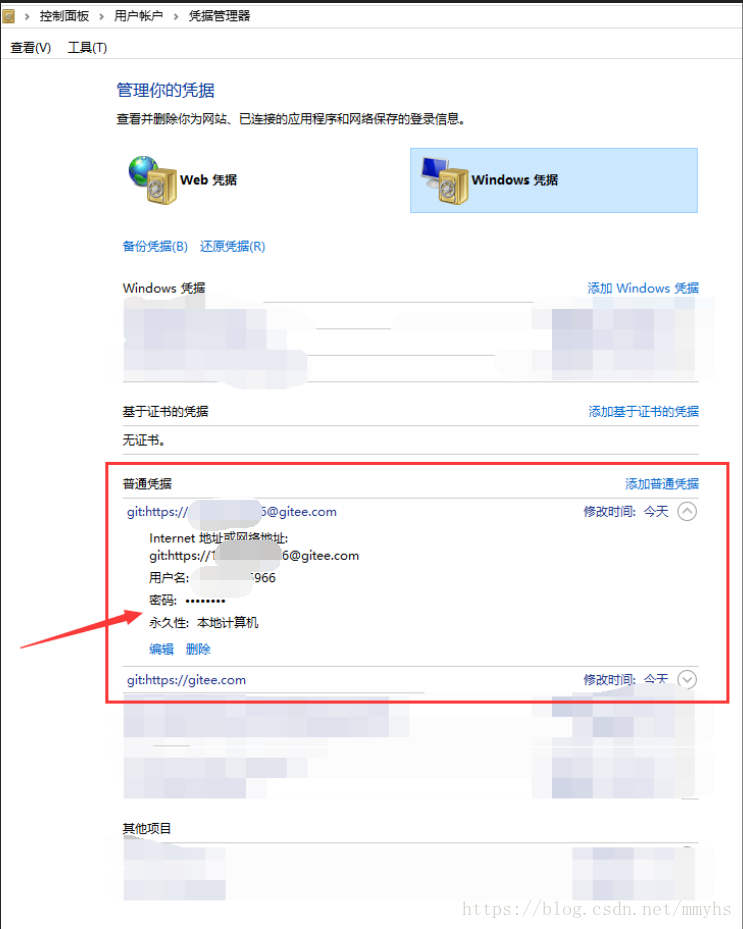 控制面板 › 用户帐户 › 凭据管理器
查看(V) 工具(T)
管理你的凭据
查看并删除你为网站、已连接的应用程序和网络保存的登录信息。
Web 凭据 Windows 凭据
备份凭据(B) 还原凭据(R)
Windows 凭据 添加 Windows 凭据
基于证书的凭据 添加基于证书的凭据
无证书。
普通凭据 添加普通凭据
git:https:// 6@gitee.com 修改时间: 今天
Internet 地址或网络地址:
git:https://1 6@gitee.com
用户名: 966
密码: ••••••••
永久性: 本地计算机
编辑 删除
git:https://gitee.com 修改时间: 今天
其他项目
https://blog.csdn.net/mmyhs